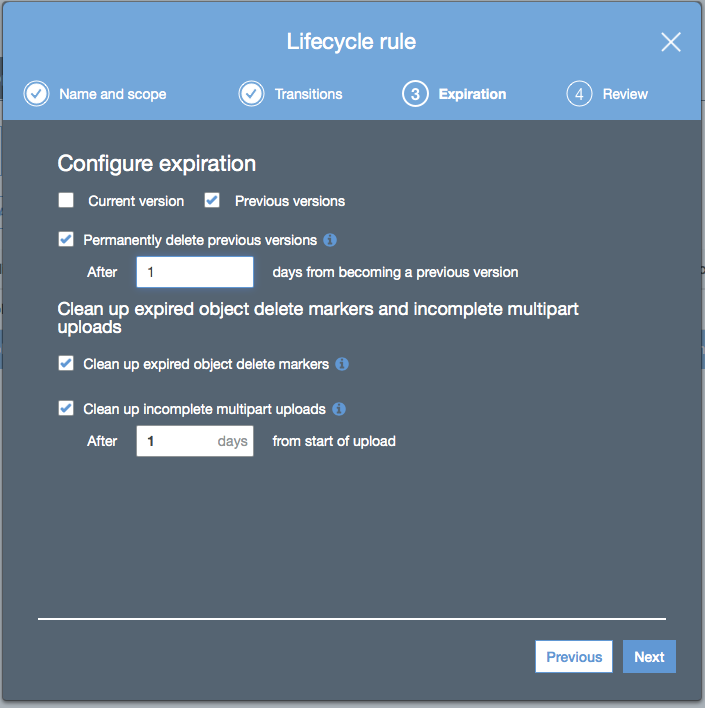 Lifecycle rule
Name and scope
Transitions
3 Expiration
4 Review
Configure expiration
Current version Previous versions
Permanently delete previous versions
After 1 days from becoming a previous version
Clean up expired object delete markers and incomplete multipart
uploads
Clean up expired object delete markers
Clean up incomplete multipart uploads
After 1 days from start of upload
Previous Next